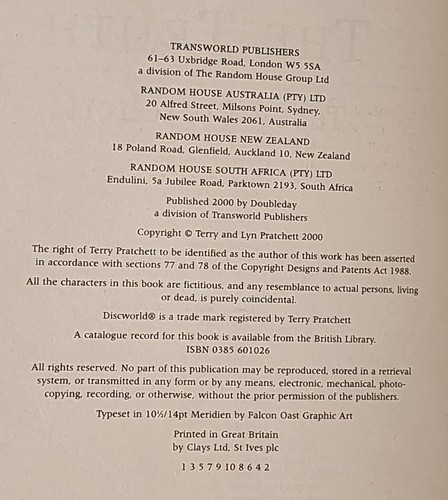 TRANSWORLD PUBLISHERS
61–63 Uxbridge Road, London W5 5SA
a division of The Random House Group Ltd
RANDOM HOUSE AUSTRALIA (PTY) LTD
20 Alfred Street, Milsons Point, Sydney,
New South Wales 2061, Australia
RANDOM HOUSE NEW ZEALAND
18 Poland Road, Glenfield, Auckland 10, New Zealand
RANDOM HOUSE SOUTH AFRICA (PTY) LTD
Endulini, 5a Jubilee Road, Parktown 2193, South Africa
Published 2000 by Doubleday
a division of Transworld Publishers
Copyright © Terry and Lyn Pratchett 2000
The right of Terry Pratchett to be identified as the author of this work has been asserted
in accordance with sections 77 and 78 of the Copyright Designs and Patents Act 1988.
All the characters in this book are fictitious, and any resemblance to actual persons, living
or dead, is purely coincidental.
Discworld® is a trade mark registered by Terry Pratchett
A catalogue record for this book is available from the British Library.
ISBN 0385 601026
All rights reserved. No part of this publication may be reproduced, stored in a retrieval
system, or transmitted in any form or by any means, electronic, mechanical, photo-
copying, recording, or otherwise, without the prior permission of the publishers.
Typeset in 10½/14pt Meridien by Falcon Oast Graphic Art
Printed in Great Britain
by Clays Ltd, St Ives plc
1 3 5 7 9 10 8 6 4 2